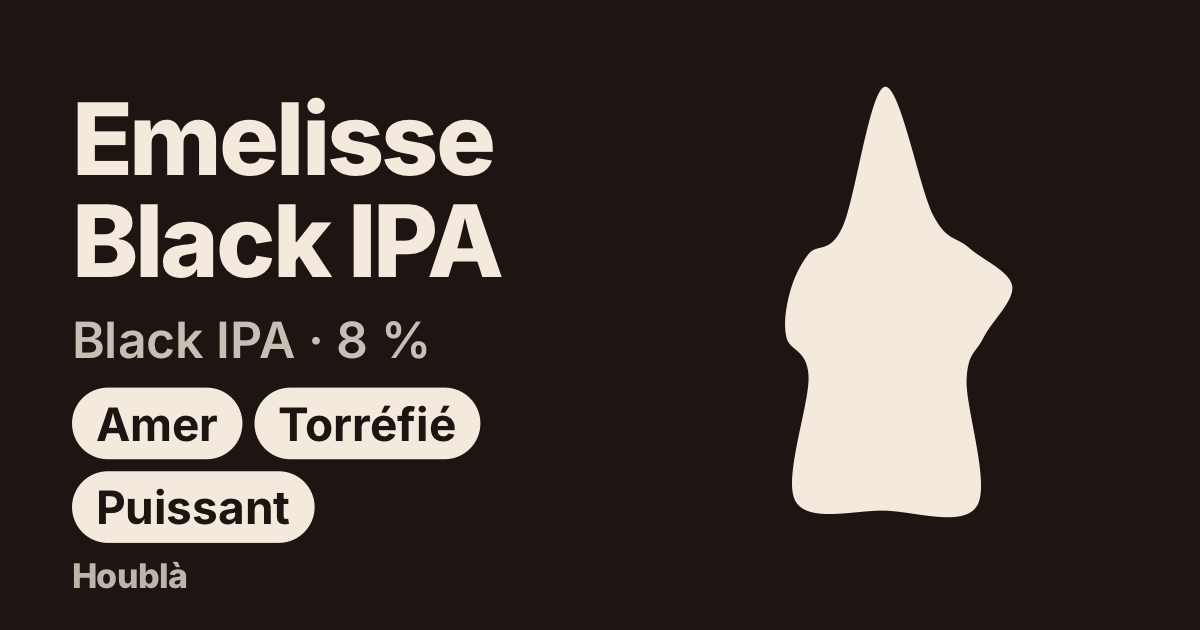 Emelisse
Black IPA
Black IPA · 8 %
Amer Torréfié
Puissant
Houblà